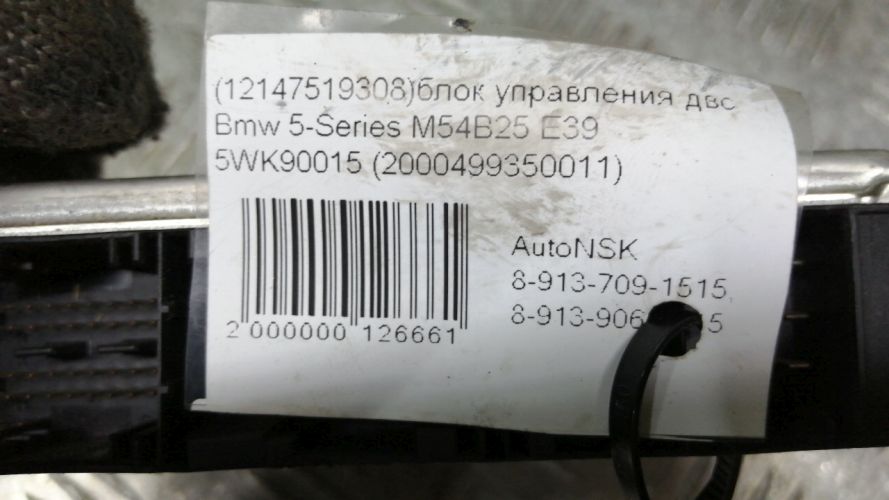 (12147519308)блок управления двс
Bmw 5-Series M54B25 E39
5WK90015 (2000499350011)
AutoNSK
8-913-709-1515,
2 000000 126661